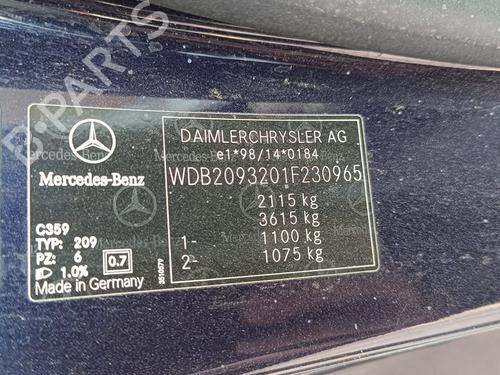 B-PARTS
DAIMLERCHRYSLER AG
e1*98/14*0184
Mercedes-Benz
WDB2093201F230965
2115 kg
3615 kg
1- 1100 kg
2- 1075 kg
C359
TYP: 209
PZ: 6
1.0% 0.7
Made in Germany